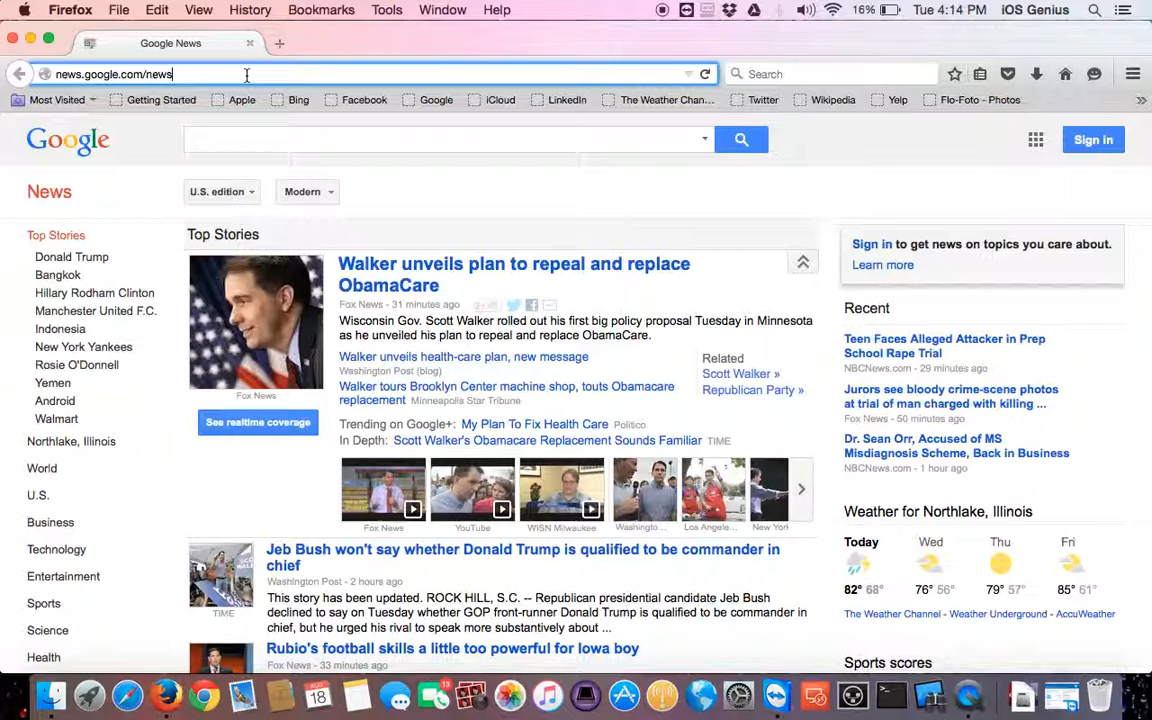 Firefox File Edit View History Bookmarks Tools Window Help 16% Tue 4:14 PM iOS Genius
Google News
news.google.com/news Search
Most Visited Getting Started Apple Bing Facebook Google iCloud LinkedIn The Weather Chan... Twitter Wikipedia Yelp Flo-Foto - Photos
Google Sign in
News U.S. edition Modern
Top Stories
Donald Trump
Bangkok
Hillary Rodham Clinton
Manchester United F.C.
Indonesia
New York Yankees
Rosie O'Donnell
Yemen
Android
Walmart
Northlake, Illinois
World
U.S.
Business
Technology
Entertainment
Sports
Science
Health
Top Stories
Fox News
See realtime coverage
Walker unveils plan to repeal and replace
ObamaCare
Fox News - 31 minutes ago
Wisconsin Gov. Scott Walker rolled out his first big policy proposal Tuesday in Minnesota
as he unveiled his plan to repeal and replace ObamaCare.
Walker unveils health-care plan, new message
Washington Post (blog)
Walker tours Brooklyn Center machine shop, touts Obamacare
replacement Minneapolis Star Tribune
Related
Scott Walker »
Republican Party »
Trending on Google+: My Plan To Fix Health Care Politico
In Depth: Scott Walker's Obamacare Replacement Sounds Familiar TIME
Fox News YouTube WISN Milwaukee Washingto... Los Angele... New York
Jeb Bush won't say whether Donald Trump is qualified to be commander in
chief
Washington Post - 2 hours ago
TIME
This story has been updated. ROCK HILL, S.C. -- Republican presidential candidate Jeb Bush
declined to say on Tuesday whether GOP front-runner Donald Trump is qualified to be commander in
chief, but he urged his rival to speak more substantively about ...
Rubio's football skills a little too powerful for Iowa boy
Fox News - 33 minutes ago
Sign in to get news on topics you care about.
Learn more
Recent
Teen Faces Alleged Attacker in Prep
School Rape Trial
NBCNews.com - 29 minutes ago
Jurors see bloody crime-scene photos
at trial of man charged with killing ...
Fox News - 50 minutes ago
Dr. Sean Orr, Accused of MS
Misdiagnosis Scheme, Back in Business
NBCNews.com - 1 hour ago
Weather for Northlake, Illinois
Today Wed Thu Fri
82° 68° 76° 56° 79° 57° 85° 61°
The Weather Channel - Weather Underground - AccuWeather
Sports scores